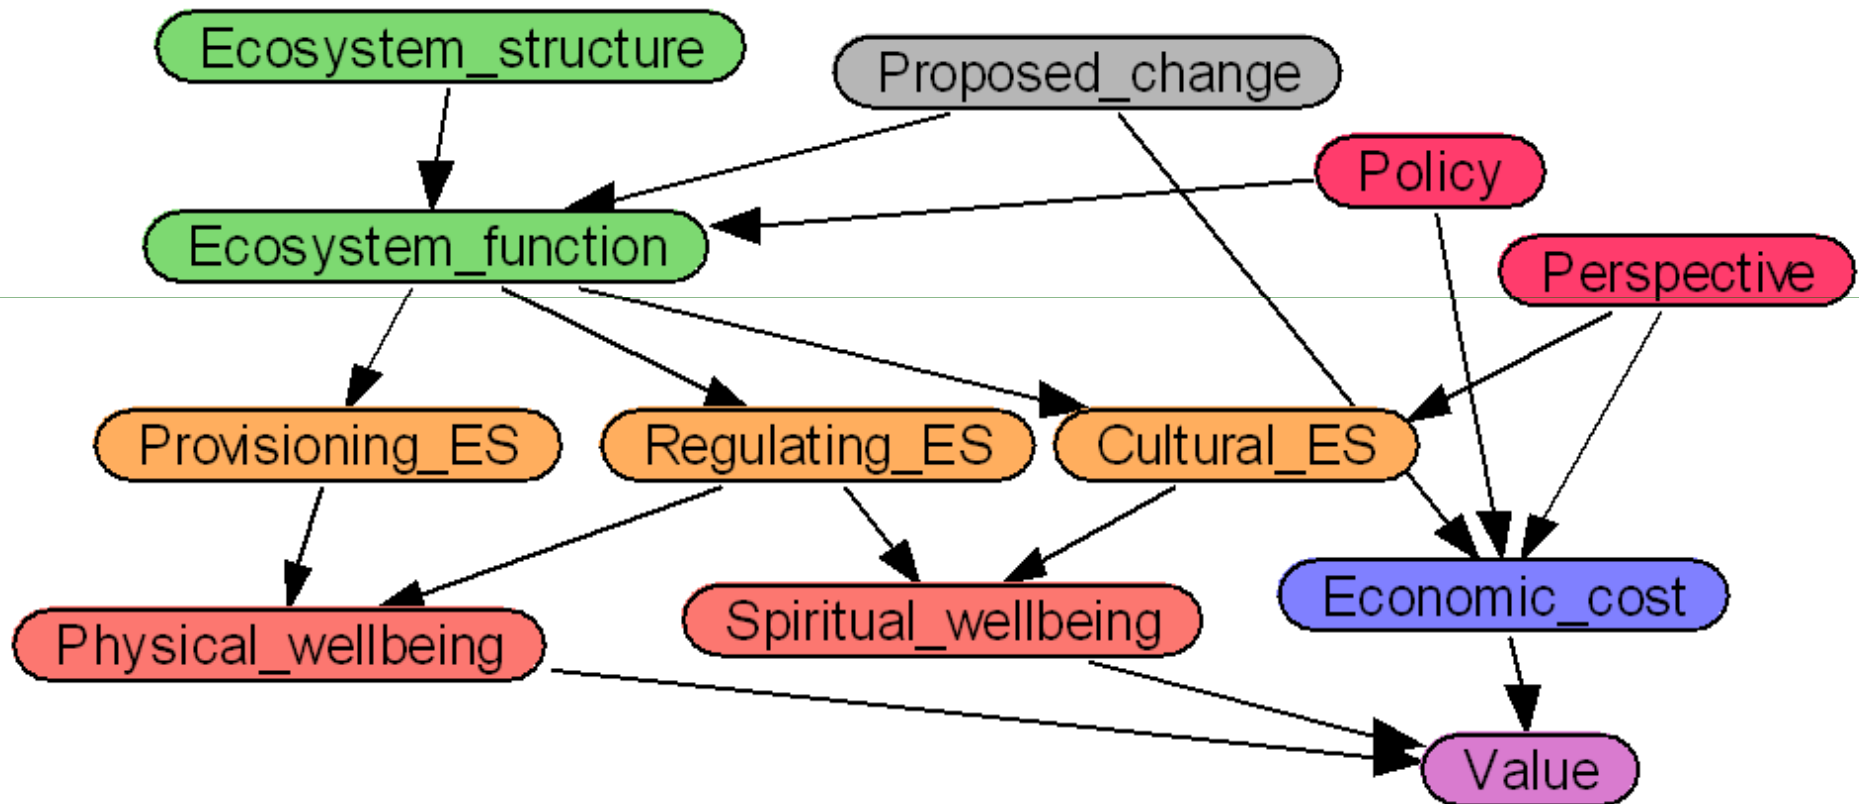 Ecosystem_structure
Proposed_change
Policy
Ecosystem_function
Perspective
Provisioning_ES
Regulating_ES
Cultural_ES
Economic_cost
Spiritual_wellbeing
Physical_wellbeing
Value